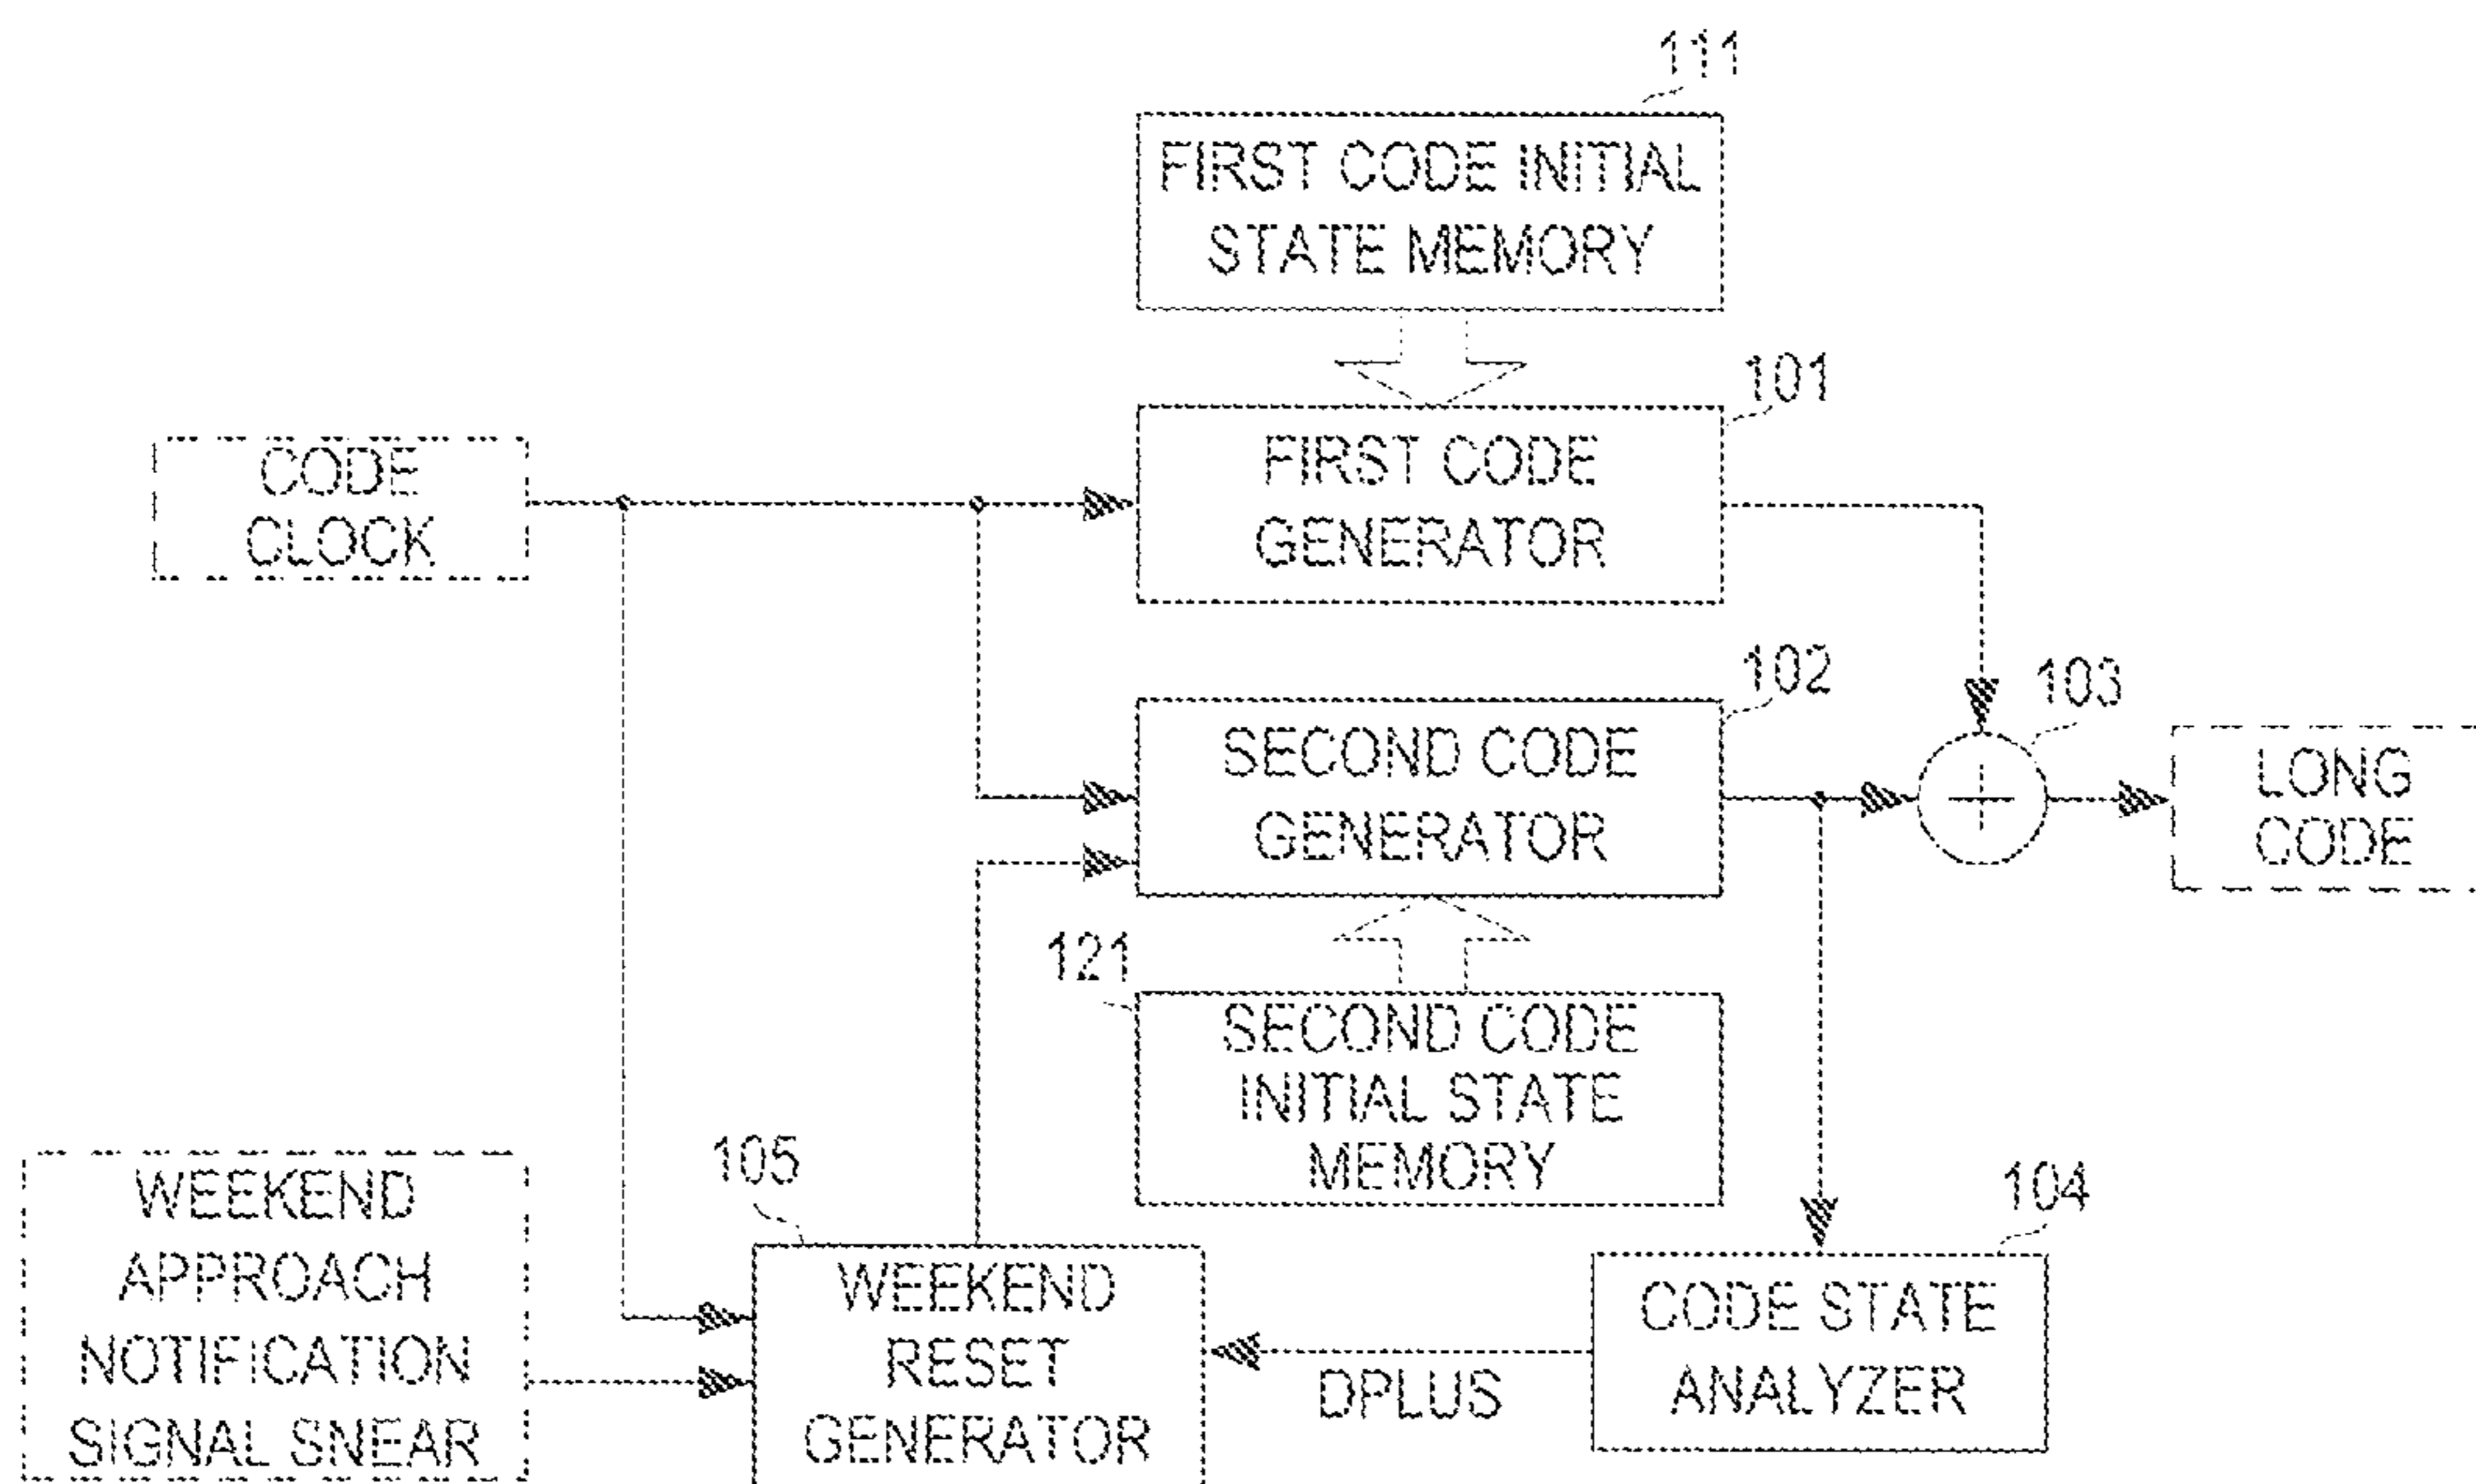 111
FIRST CODE INITIAL
STATE MEMORY
101
CODE
CLOCK
FIRST CODE
GENERATOR
102
103
SECOND CODE
GENERATOR
LONG
CODE
121
SECOND CODE
INITIAL STATE
MEMORY
105
104
WEEKEND
APPROACH
NOTIFICATION
SIGNAL SNEAR
WEEKEND
RESET
GENERATOR
DPLUS
CODE STATE
ANALYZER